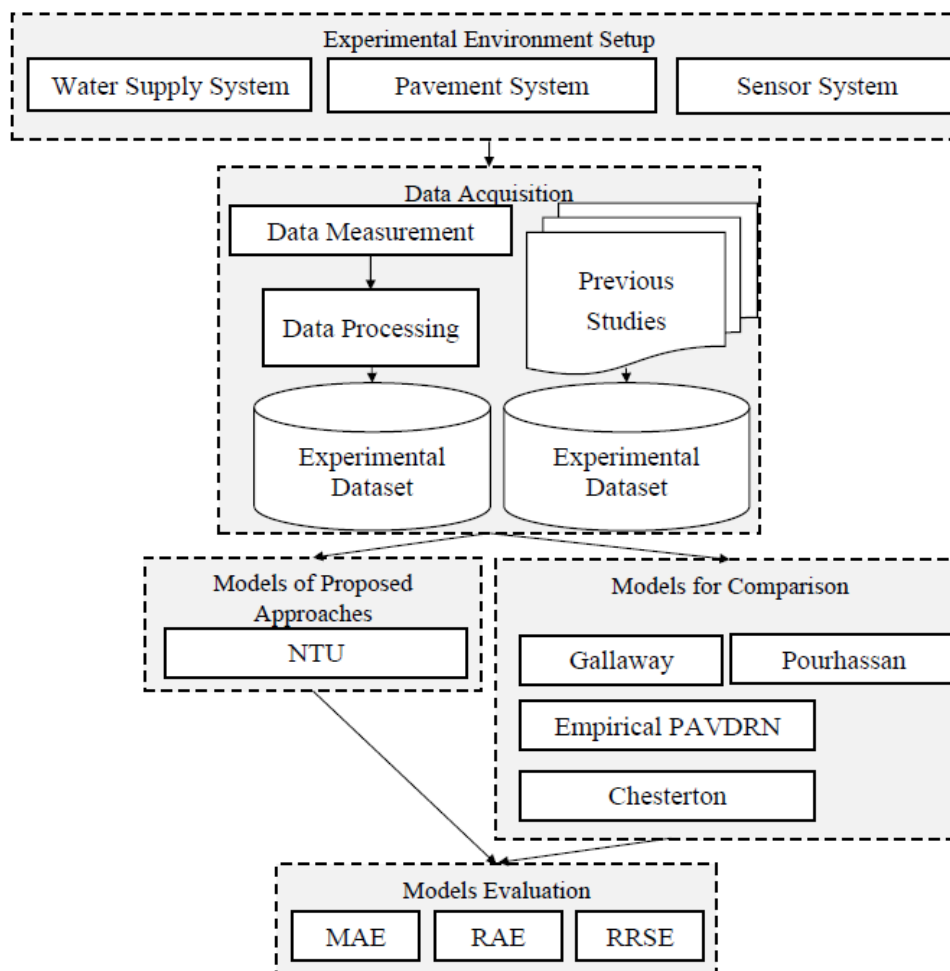 Experimental Environment Setup
Water Supply System
Pavement System
Sensor System
Data Acquisition
Data Measurement
Data Processing
Previous
Studies
Experimental
Dataset
Experimental
Dataset
Models of Proposed
Approaches
NTU
Models for Comparison
Gallaway
Pourhassan
Empirical PAVDRN
Chesterton
Models Evaluation
MAE
RAE
RRSE